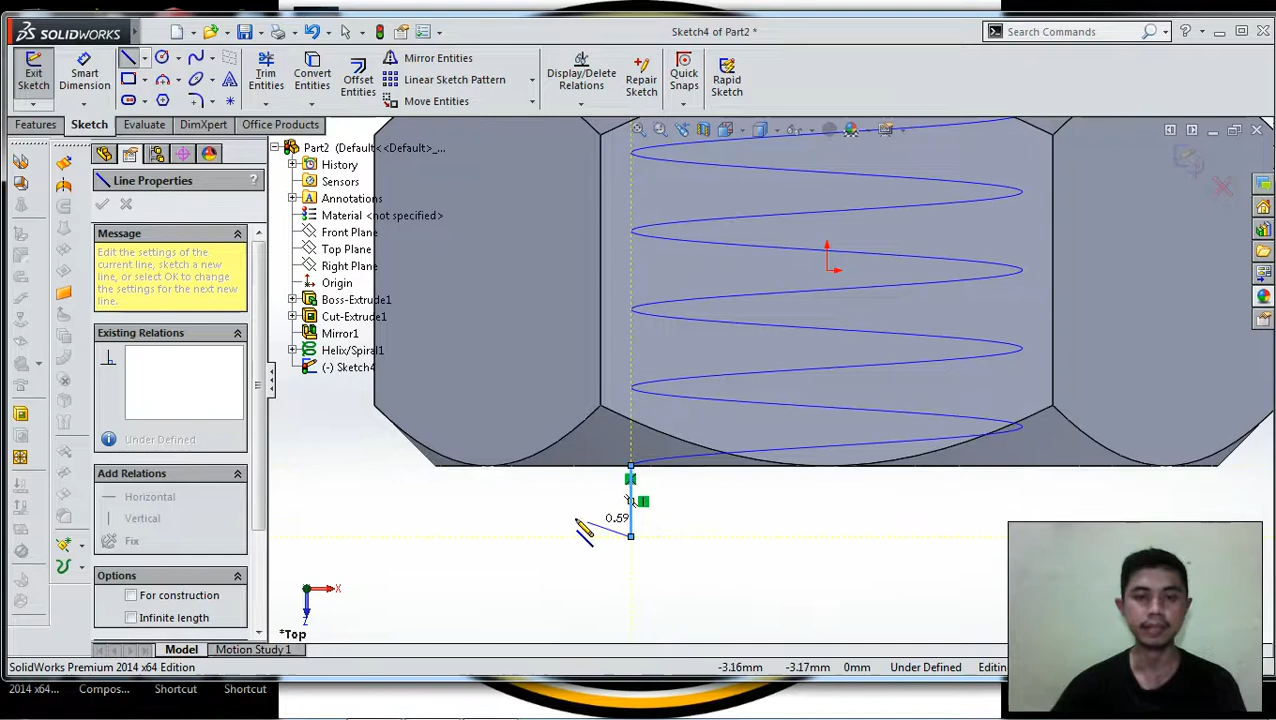 SOLIDWORKS
Sketch4 of Part2 *
Search Commands
Exit Sketch
Smart Dimension
Trim Entities
Convert Entities
Offset Entities
Mirror Entities
Linear Sketch Pattern
Move Entities
Display/Delete Relations
Repair Sketch
Quick Snaps
Rapid Sketch
Features
Sketch
Evaluate
DimXpert
Office Products
Line Properties
?
Message
Edit the settings of the
current line, sketch a new
line, or select OK to change
the settings for the next new
line.
Existing Relations
Under Defined
Add Relations
Horizontal
Vertical
Fix
Options
For construction
Infinite length
Part2 (Default<<Default>_...
History
Sensors
Annotations
Material <not specified>
Front Plane
Top Plane
Right Plane
Origin
Boss-Extrude1
Cut-Extrude1
Mirror1
Helix/Spiral1
(-) Sketch4
0.59
X
Z
*Top
Model
Motion Study 1
SolidWorks Premium 2014 x64 Edition
-3.16mm
-3.17mm
0mm
Under Defined
2014 x64...
Compos...
Shortcut
Shortcut